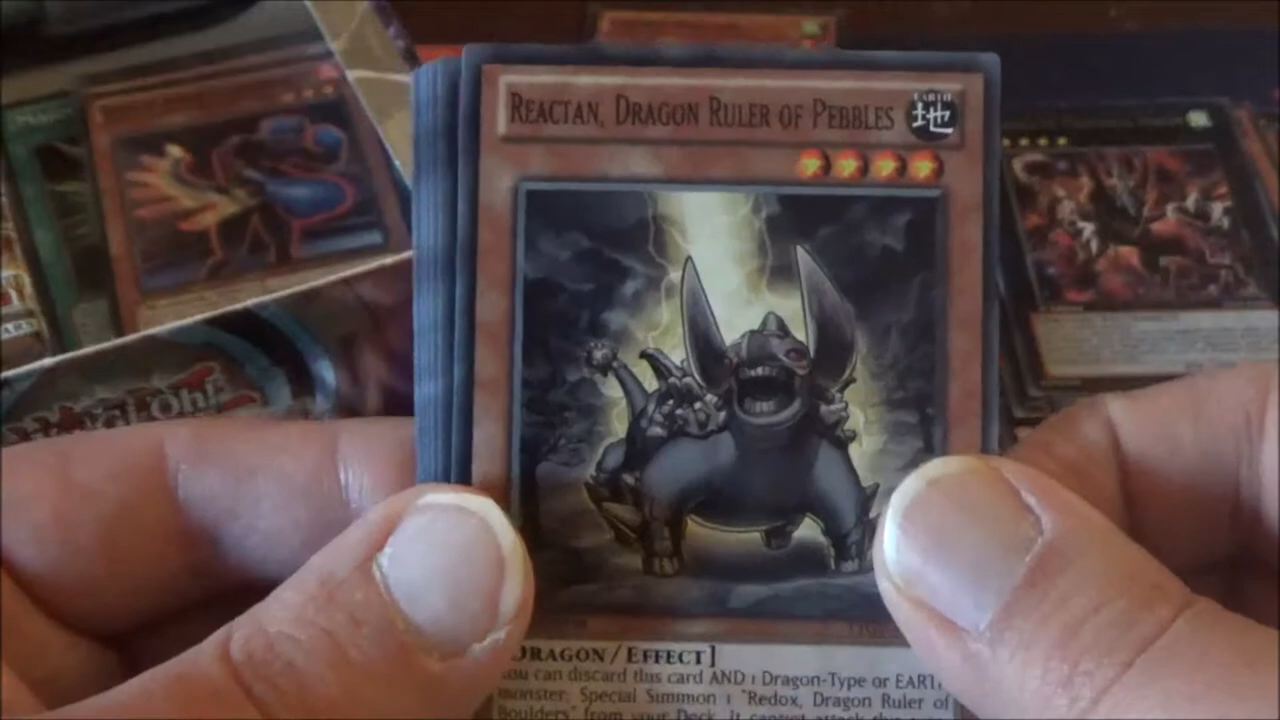 REACTAN, DRAGON RULER OF PEBBLES
EARTH
地
DRAGON/EFFECT]
You can discard this card AND 1 Dragon-Type or EARTH
monster; Special Summon 1 "Redox, Dragon Ruler of
Boulders" from your Deck. It cannot attack this